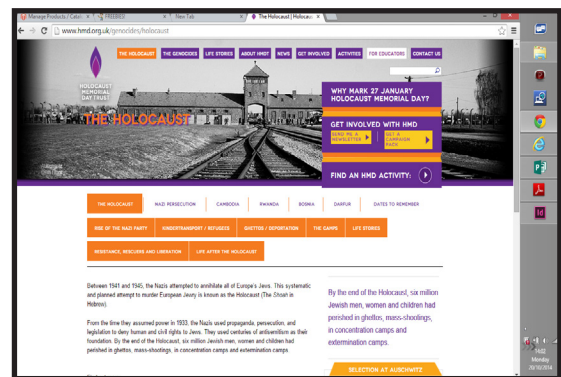 Manage Products / Catal
FREEBIES
New Tab
The Holocaust | Holocau
www.hmd.org.uk/genocides/holocaust
THE HOLOCAUST THE GENOCIDES LIFE STORIES ABOUT HMDT NEWS GET INVOLVED ACTIVITIES FOR EDUCATORS CONTACT US
HOLOCAUST
MEMORIAL
DAY TRUST
THE HOLOCAUST
WHY MARK 27 JANUARY
HOLOCAUST MEMORIAL DAY?
GET INVOLVED WITH HMD
SEND ME A
NEWSLETTER
GET A
CAMPAIGN
PACK
FIND AN HMD ACTIVITY:
THE HOLOCAUST NAZI PERSECUTION CAMBODIA RWANDA BOSNIA DARFUR DATES TO REMEMBER
RISE OF THE NAZI PARTY KINDERTRANSPORT / REFUGEES GHETTOS / DEPORTATION THE CAMPS LIFE STORIES
RESISTANCE, RESCUERS AND LIBERATION LIFE AFTER THE HOLOCAUST
Between 1941 and 1945, the Nazis attempted to annihilate all of Europe's Jews. This systematic
and planned attempt to murder European Jewry is known as the Holocaust (The Shoah in
Hebrew).
From the time they assumed power in 1933, the Nazis used propaganda, persecution, and
legislation to deny human and civil rights to Jews. They used centuries of antisemitism as their
foundation. By the end of the Holocaust, six million Jewish men, women and children had
perished in ghettos, mass-shootings, in concentration camps and extermination camps.
By the end of the Holocaust, six million
Jewish men, women and children had
perished in ghettos, mass-shootings,
in concentration camps and
extermination camps.
SELECTION AT AUSCHWITZ
Id
14:02
Monday
20/10/2014